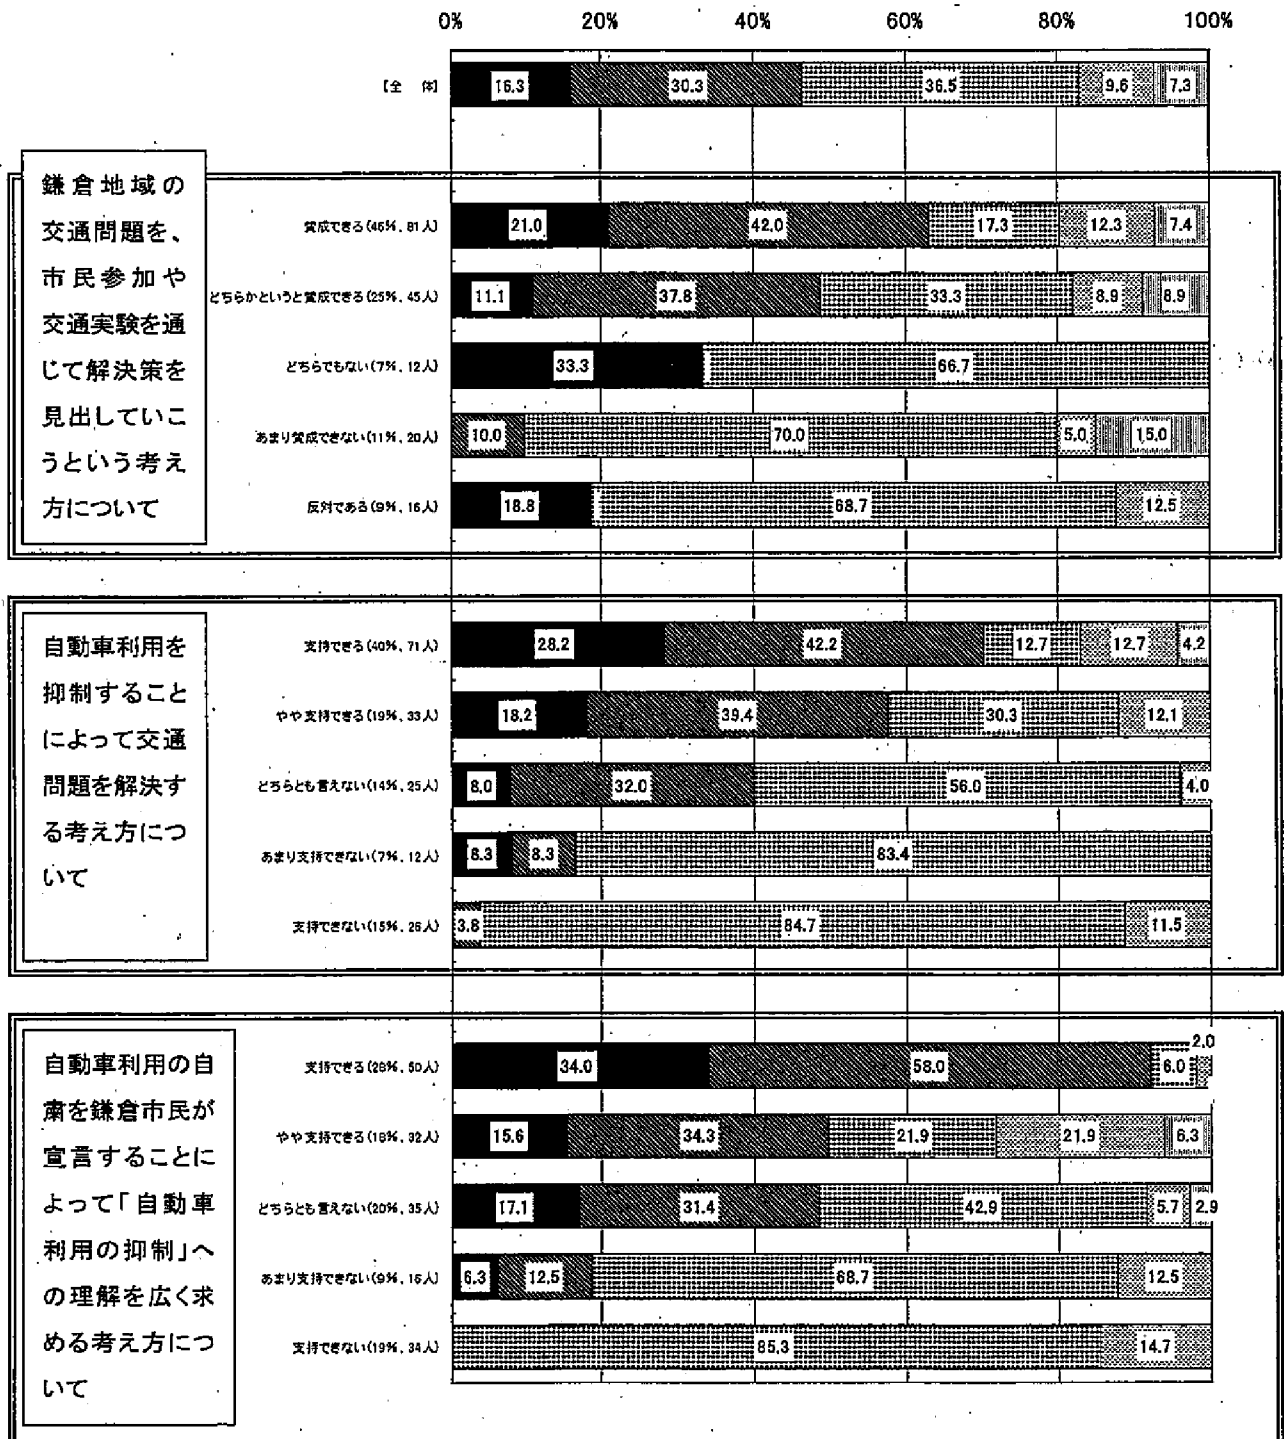 0% 20% 40% 60% 80% 100%
[全 体] 16.3 30.3 36.5 9.6 7.3
鎌倉地域の
交通問題を、
市民参加や
交通実験を通
じて解決策を
見出していこ
うという考え
方について
賛成できる(46%, 81人) 21.0 42.0 17.3 12.3 7.4
どちらかというと賛成できる(25%, 45人) 11.1 37.8 33.3 8.9 8.9
どちらでもない(7%, 12人) 33.3 66.7
あまり賛成できない(11%, 20人) 10.0 70.0 5.0 15.0
反対である(9%, 16人) 18.8 68.7 12.5
自動車利用を
抑制すること
によって交通
問題を解決す
る考え方につ
いて
支持できる(40%, 71人) 28.2 42.2 12.7 12.7 4.2
やや支持できる(19%, 33人) 18.2 39.4 30.3 12.1
どちらとも言えない(14%, 25人) 8.0 32.0 56.0 4.0
あまり支持できない(7%, 12人) 8.3 8.3 83.4
支持できない(15%, 26人) 3.8 84.7 11.5
自動車利用の自
粛を鎌倉市民が
宣言することに
よって「自動車
利用の抑制」へ
の理解を広く求
める考え方につ
いて
支持できる(28%, 50人) 34.0 58.0 6.0 2.0
やや支持できる(18%, 32人) 15.6 34.3 21.9 21.9 6.3
どちらとも言えない(20%, 35人) 17.1 31.4 42.9 5.7 2.9
あまり支持できない(9%, 16人) 6.3 12.5 68.7 12.5
支持できない(19%, 34人) 85.3 14.7